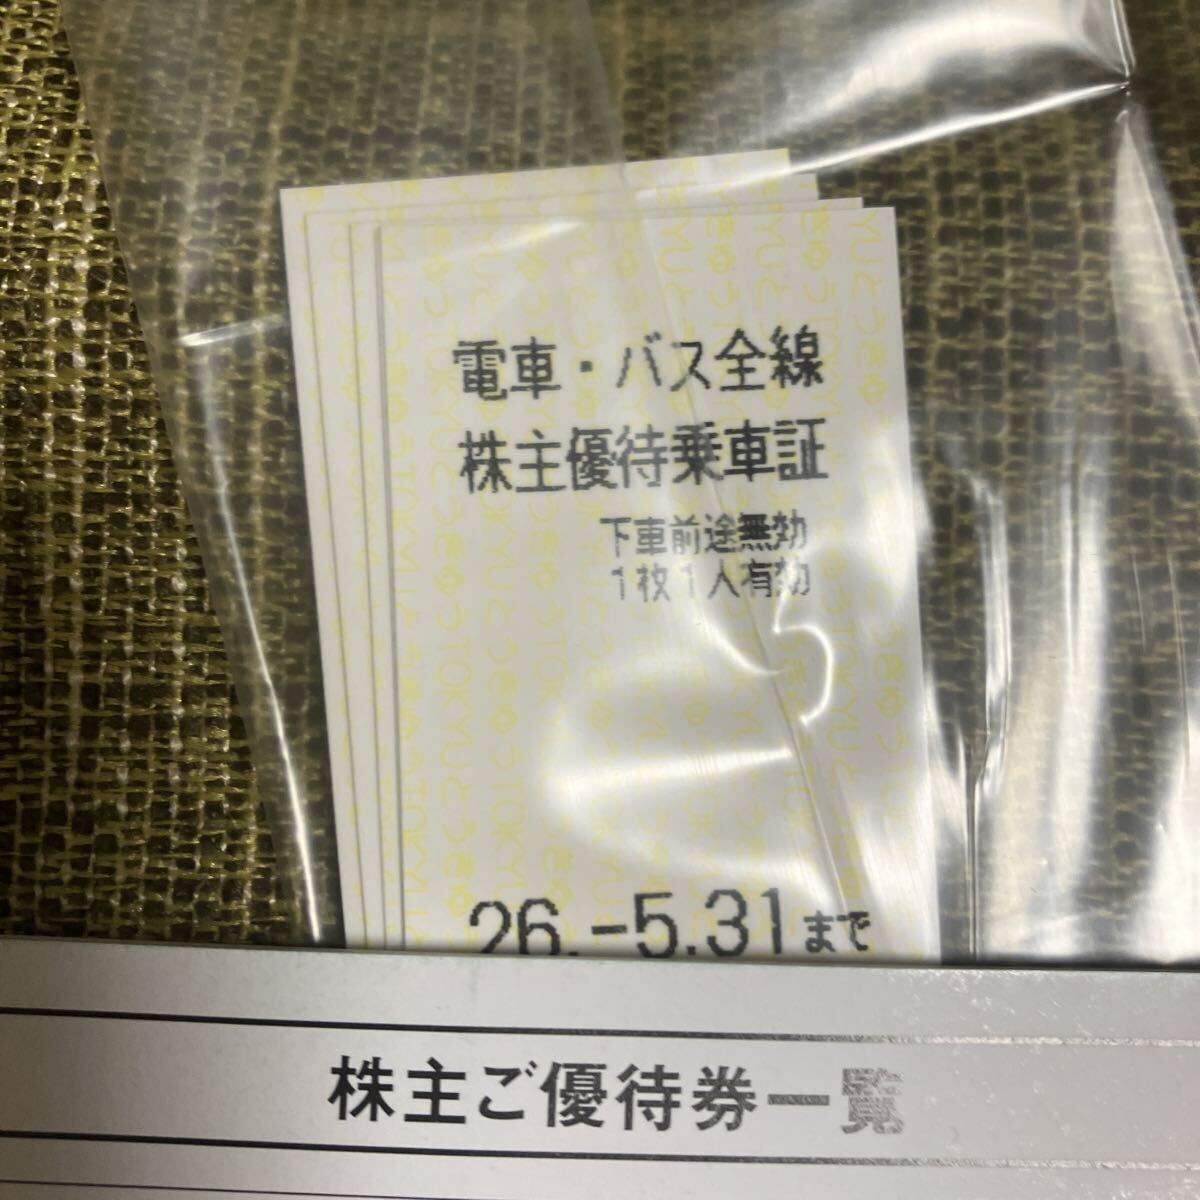 電車・バス全線
株主優待乗車証
下車前途無効
1枚1人有効
26.-5.31まで
株主ご優待券一覧